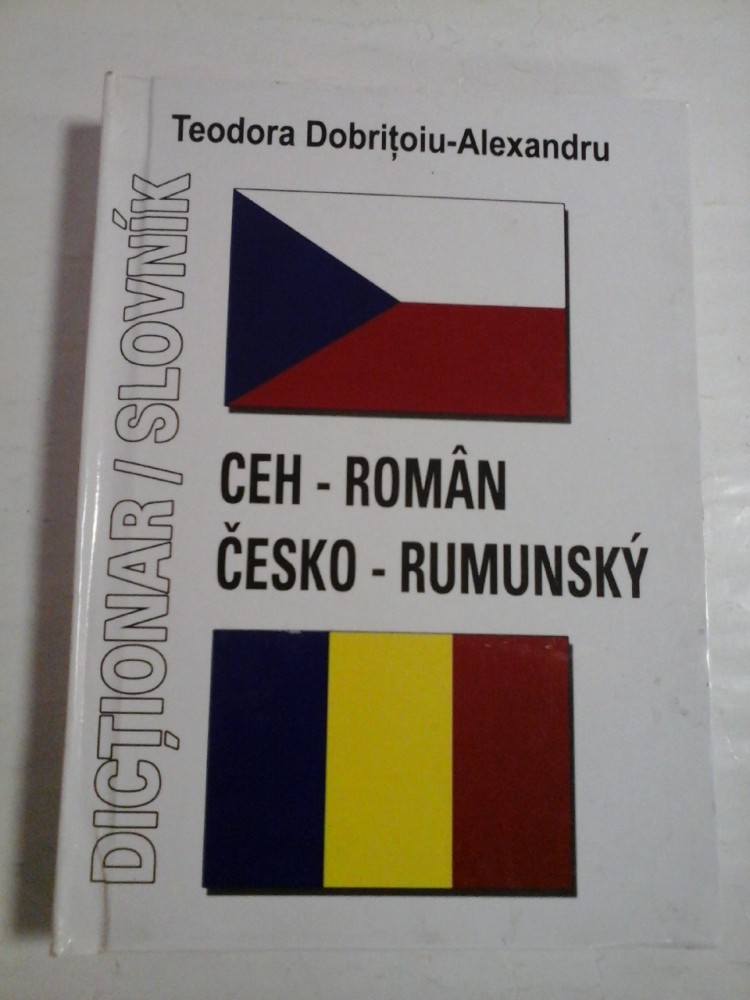 Teodora Dobrițoiu-Alexandru
DICȚIONAR / SLOVNÍK
CEH - ROMÂN
ČESKO - RUMUNSKÝ